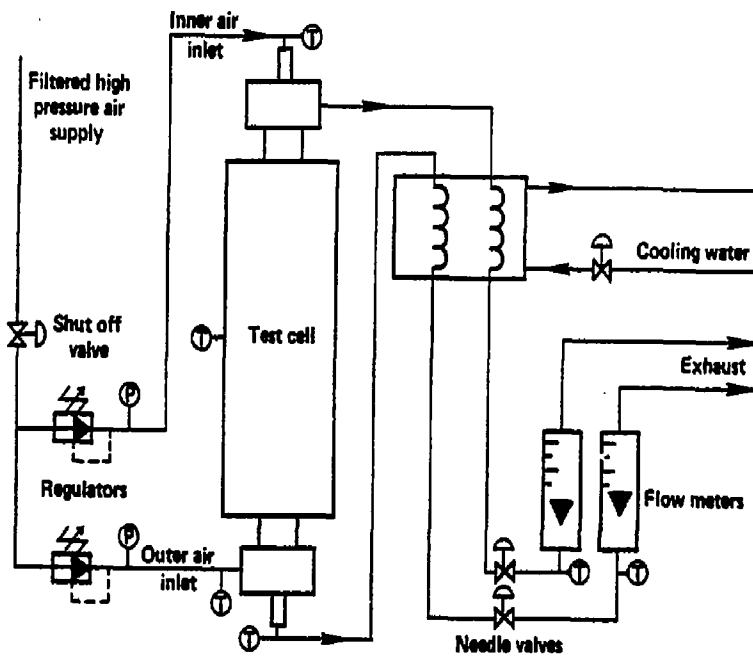 Inner air
inlet
T
Filtered high
pressure air
supply
Cooling water
Shut off
valve
T
Test cell
Exhaust
P
Regulators
Flow meters
P
Outer air
inlet
T
T
T
T
Needle valves